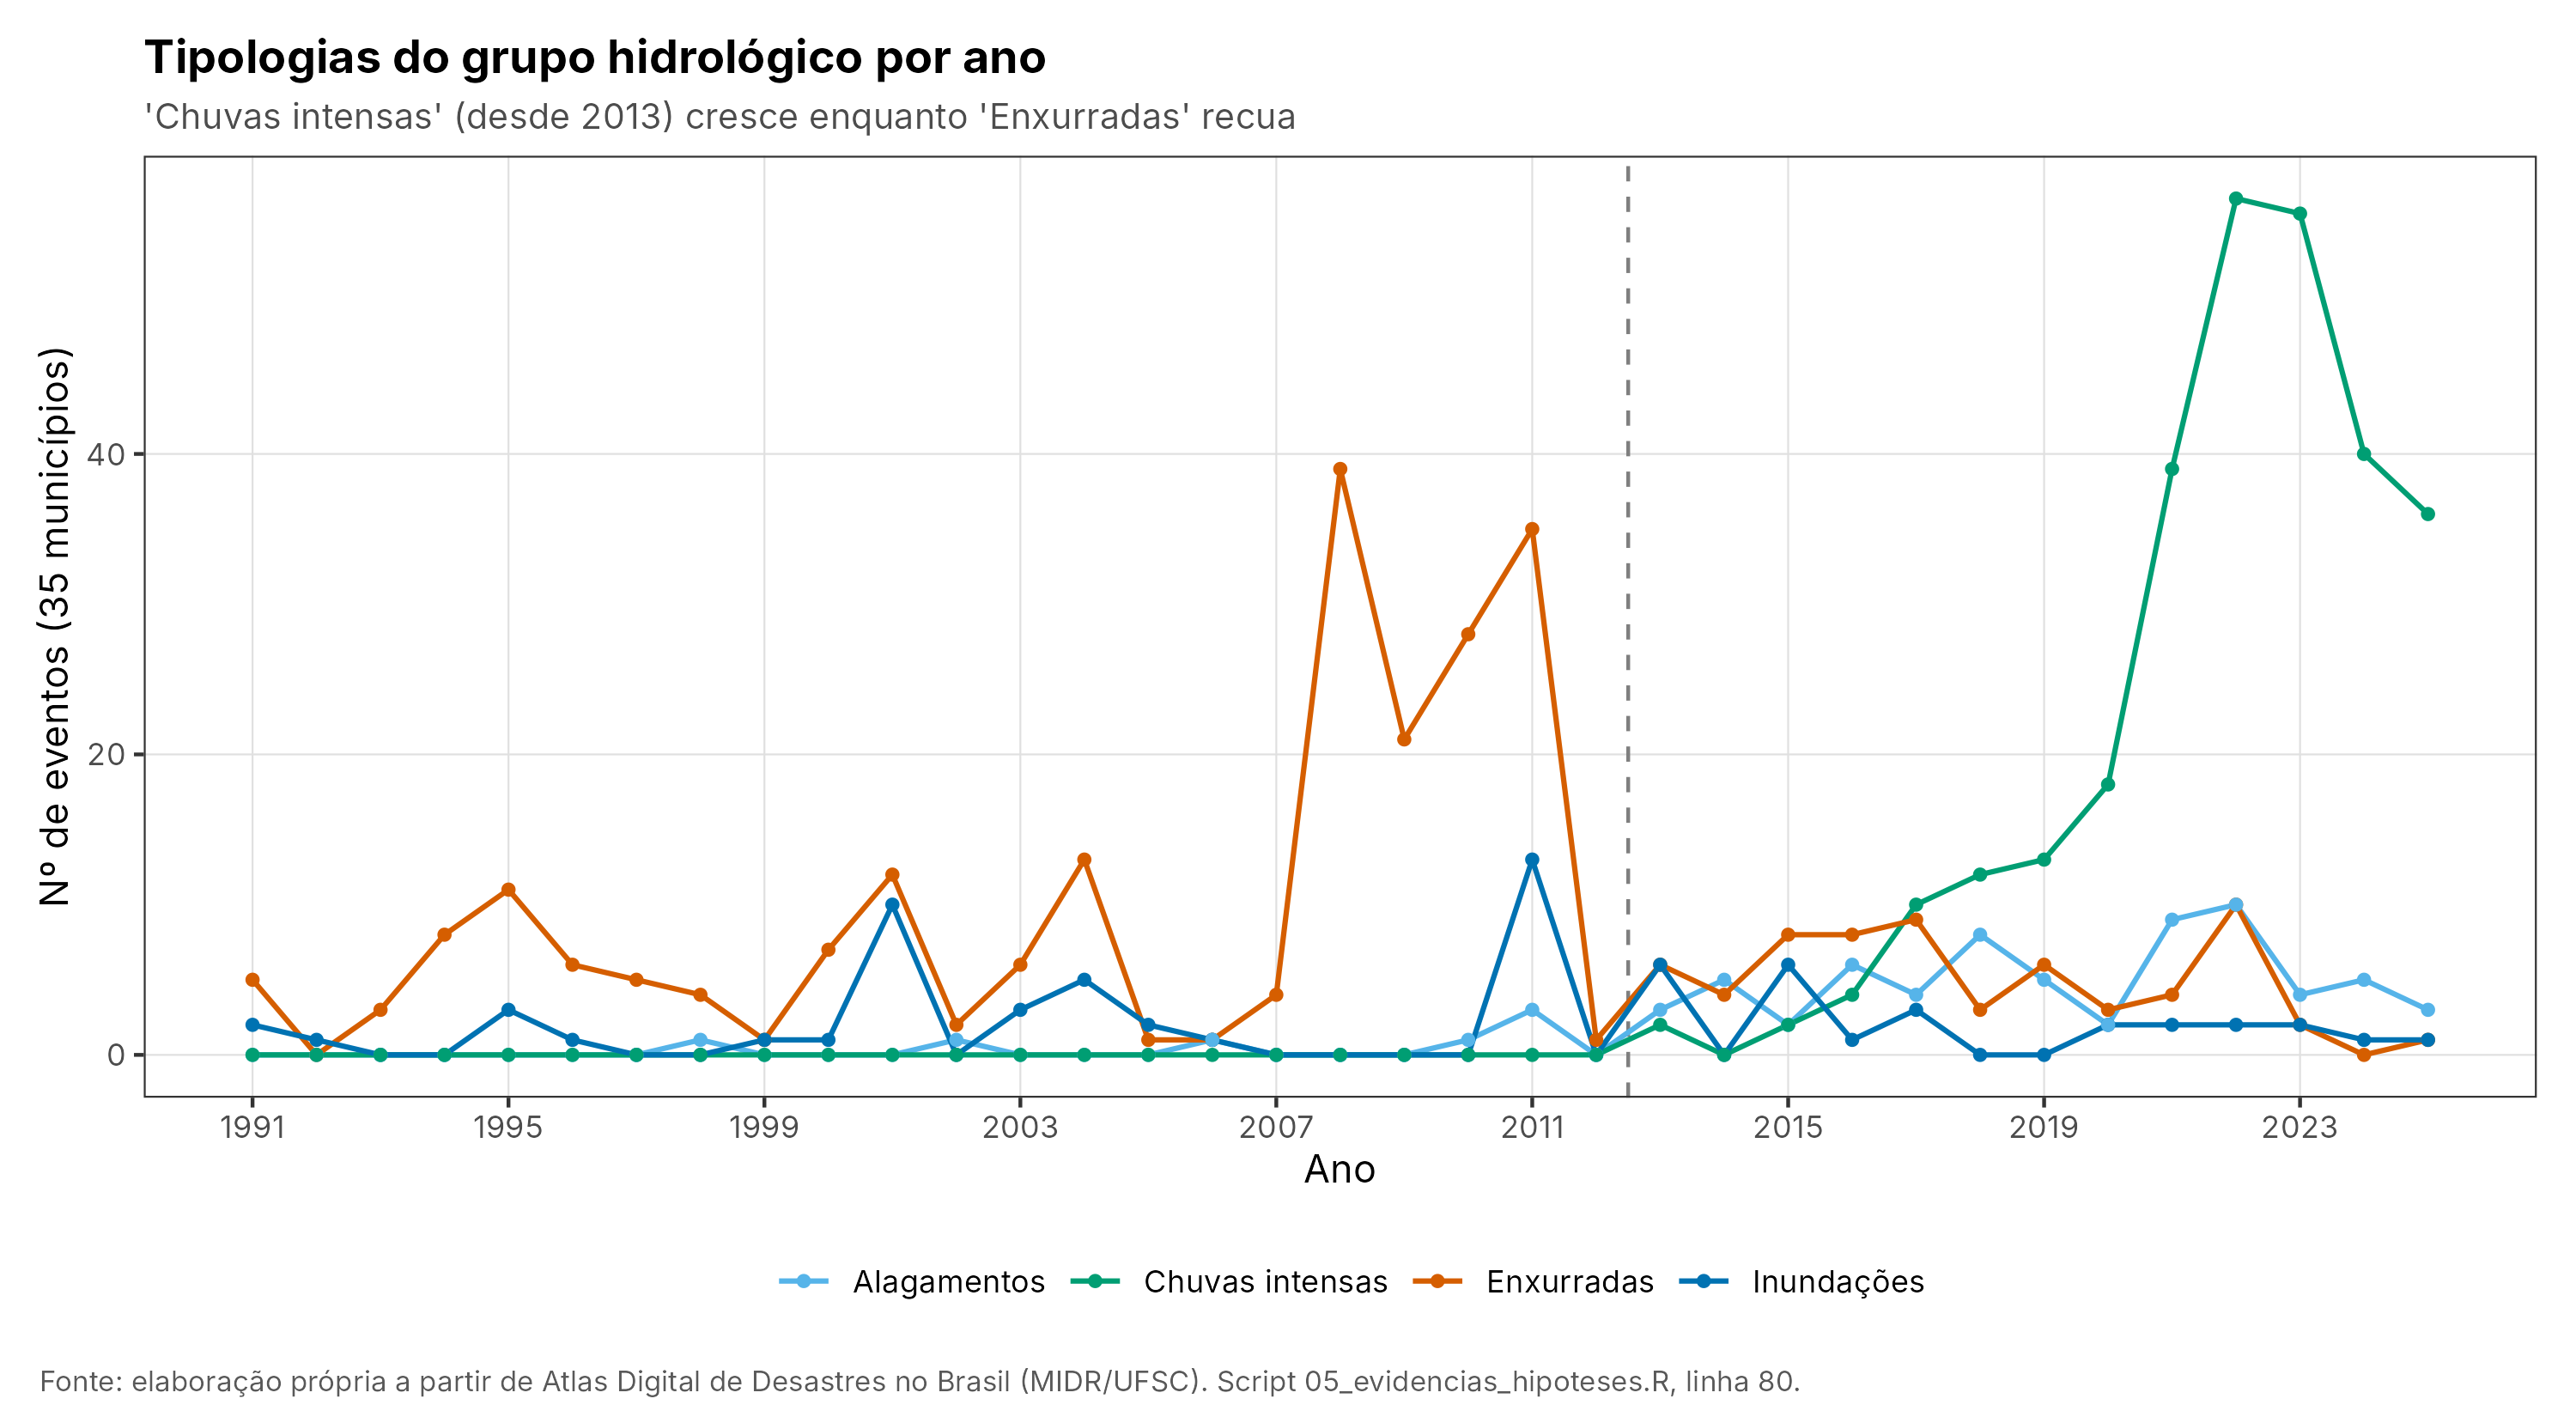 Tipologias do grupo hidrológico por ano
'Chuvas intensas' (desde 2013) cresce enquanto 'Enxurradas' recua
Nº de eventos (35 municípios)
40
20
0
1991 1995 1999 2003 2007 2011 2015 2019 2023
Ano
Alagamentos Chuvas intensas Enxurradas Inundações
Fonte: elaboração própria a partir de Atlas Digital de Desastres no Brasil (MIDR/UFSC). Script 05_evidencias_hipoteses.R, linha 80.